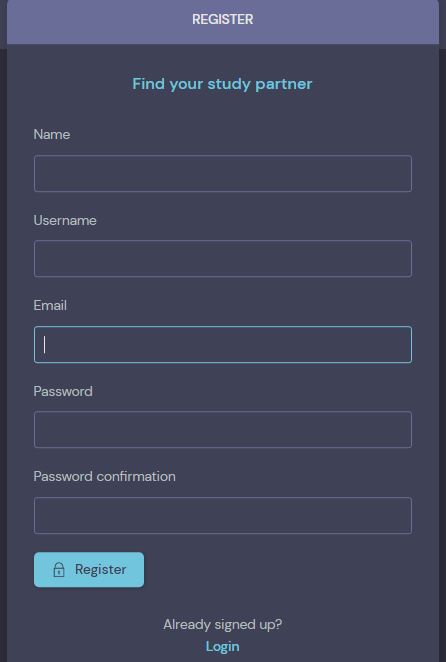 REGISTER
Find your study partner
Name
Username
Email
Password
Password confirmation
Register
Already signed up?
Login